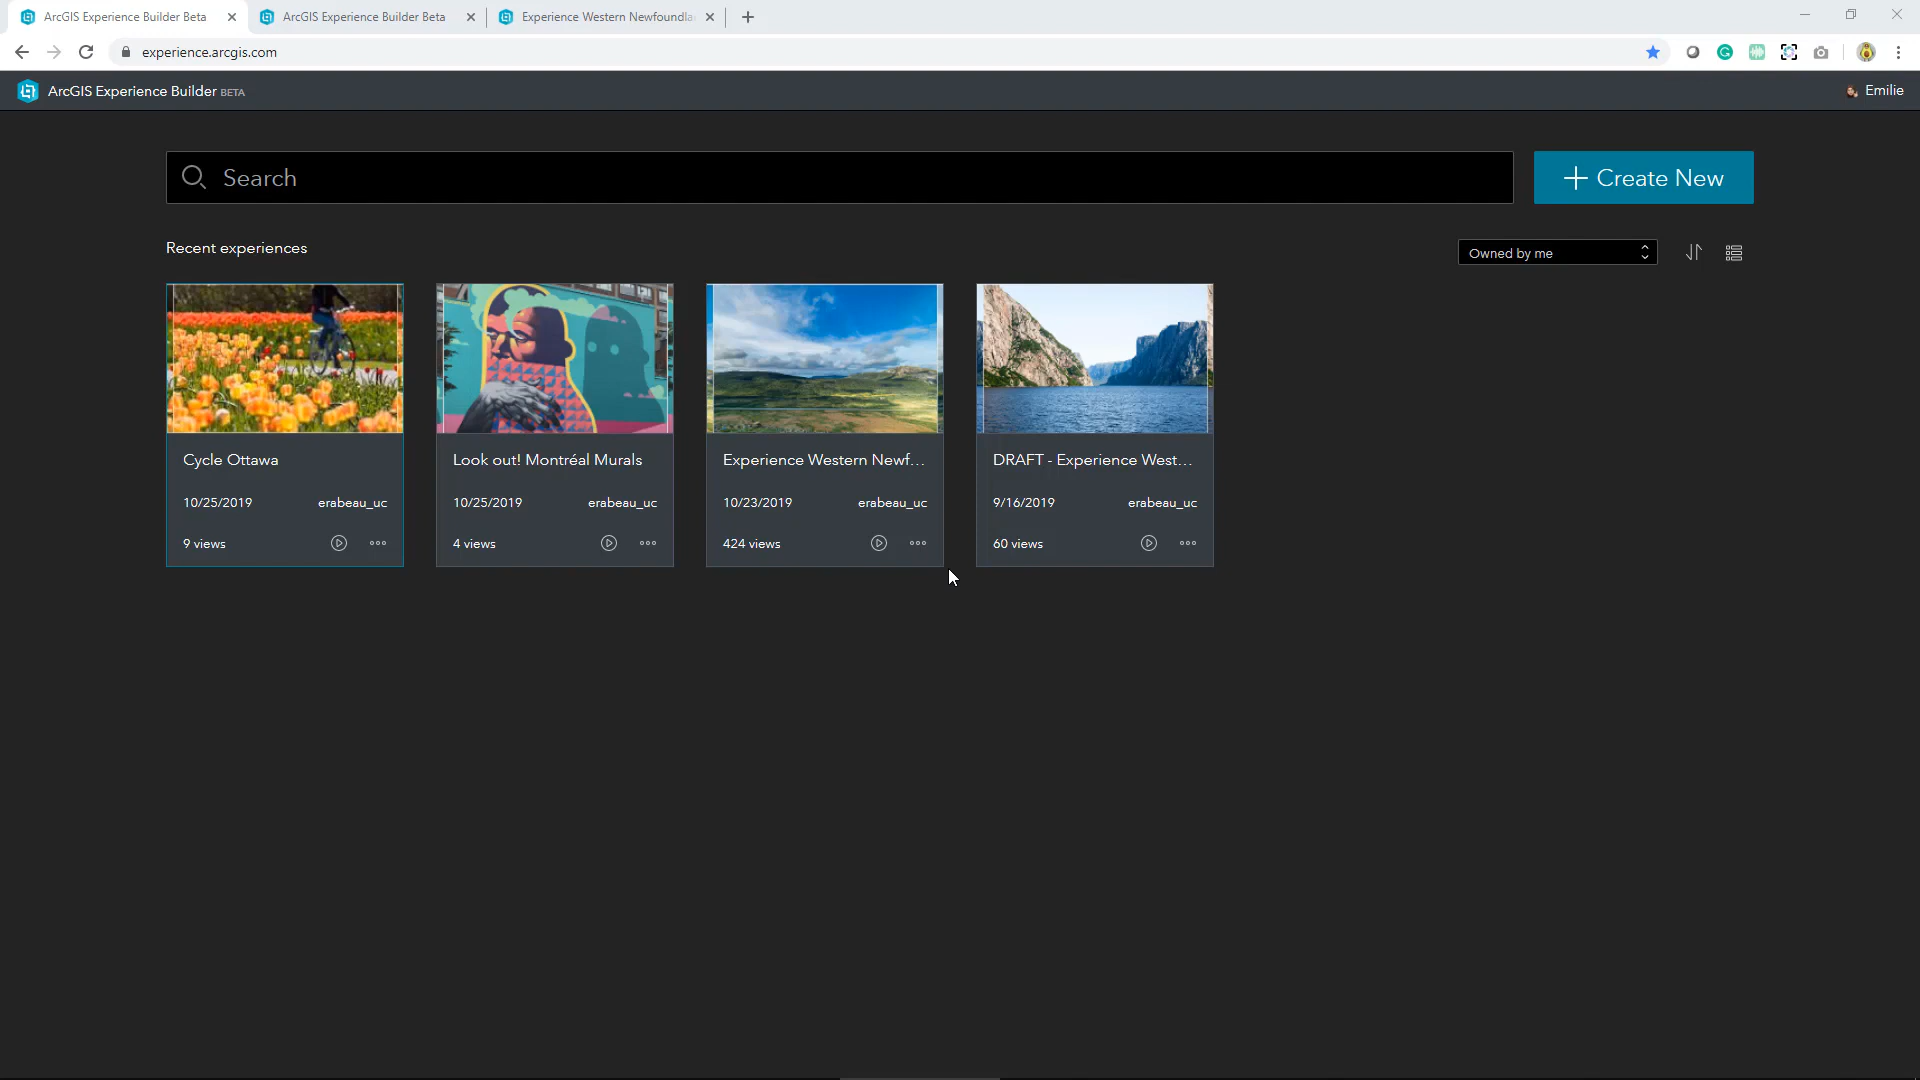 ArcGIS Experience Builder Beta
ArcGIS Experience Builder Beta
Experience Western Newfoundla
experience.arcgis.com
ArcGIS Experience Builder BETA
Emilie
Search
Create New
Recent experiences
Owned by me
Cycle Ottawa
10/25/2019 erabeau_uc
9 views
Look out! Montréal Murals
10/25/2019 erabeau_uc
4 views
Experience Western Newf...
10/23/2019 erabeau_uc
424 views
DRAFT - Experience West...
9/16/2019 erabeau_uc
60 views